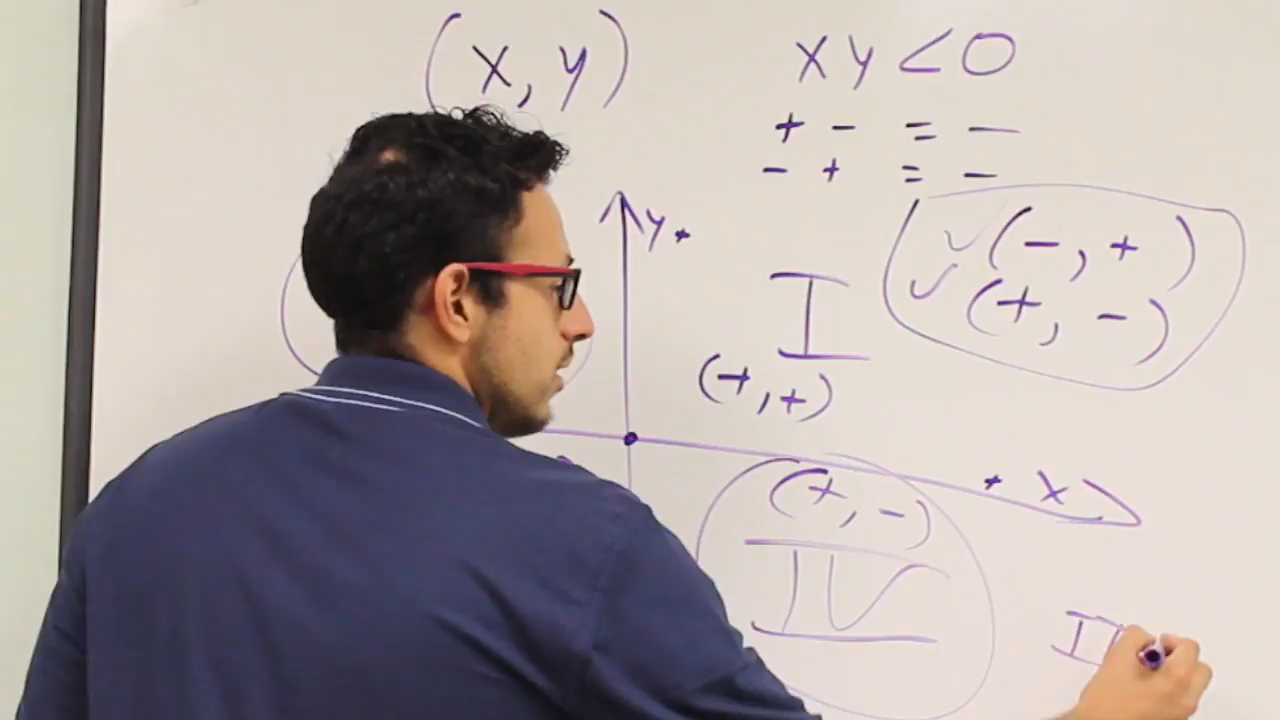 (x, y)
xy < 0
+ - = -
- + = -
y +
✓ (-, +)
✓ (+, -)
I
(+, +)
+ x
(+, -)
IV
II